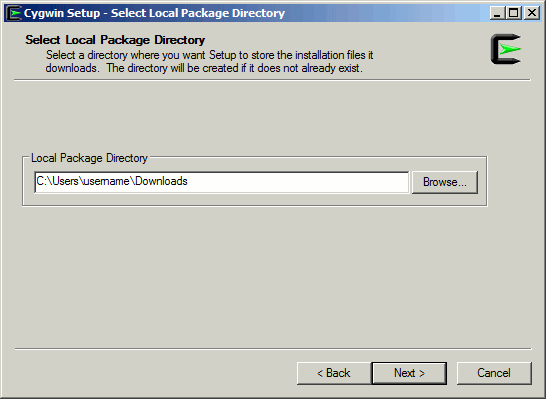 Cygwin Setup - Select Local Package Directory
Select Local Package Directory
Select a directory where you want Setup to store the installation files it
downloads.  The directory will be created if it does not already exist.
Local Package Directory
C:\Users\username\Downloads
Browse...
< Back
Next >
Cancel